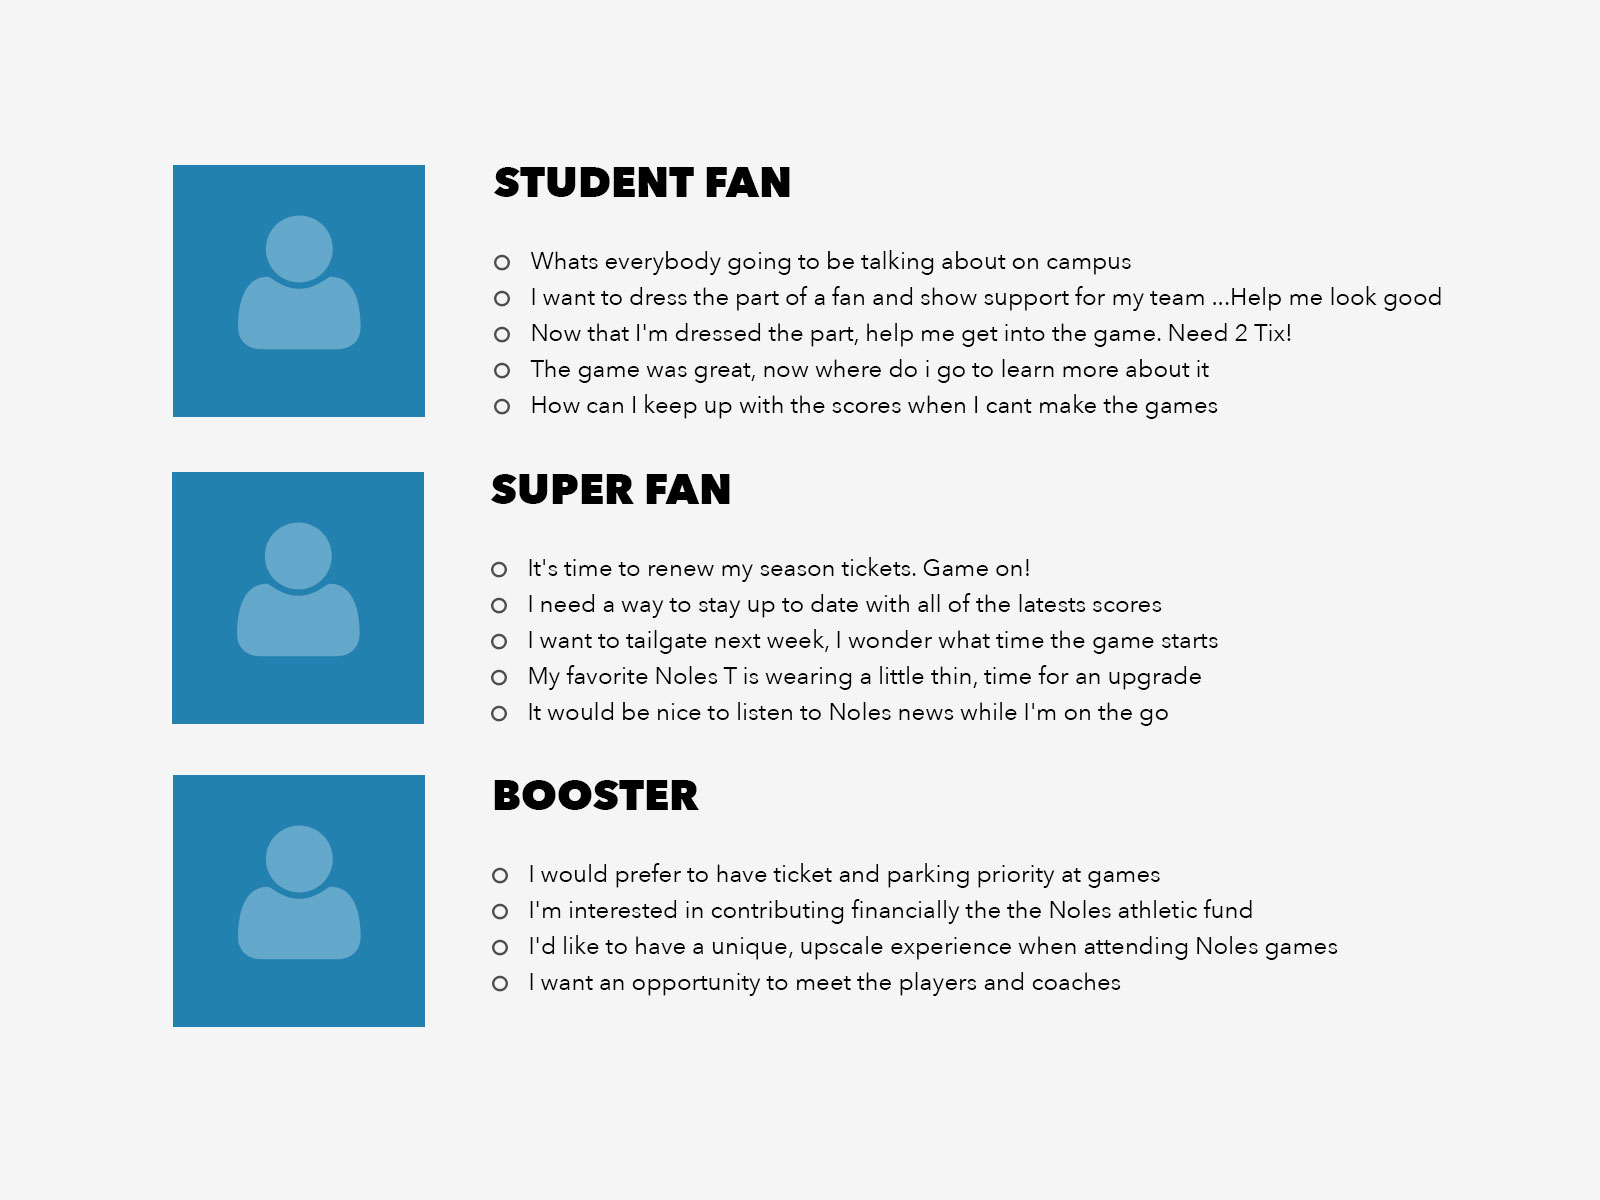 STUDENT FAN
Whats everybody going to be talking about on campus
I want to dress the part of a fan and show support for my team ...Help me look good
Now that I'm dressed the part, help me get into the game. Need 2 Tix!
The game was great, now where do i go to learn more about it
How can I keep up with the scores when I cant make the games
SUPER FAN
It's time to renew my season tickets. Game on!
I need a way to stay up to date with all of the latests scores
I want to tailgate next week, I wonder what time the game starts
My favorite Noles T is wearing a little thin, time for an upgrade
It would be nice to listen to Noles news while I'm on the go
BOOSTER
I would prefer to have ticket and parking priority at games
I'm interested in contributing financially the the Noles athletic fund
I'd like to have a unique, upscale experience when attending Noles games
I want an opportunity to meet the players and coaches